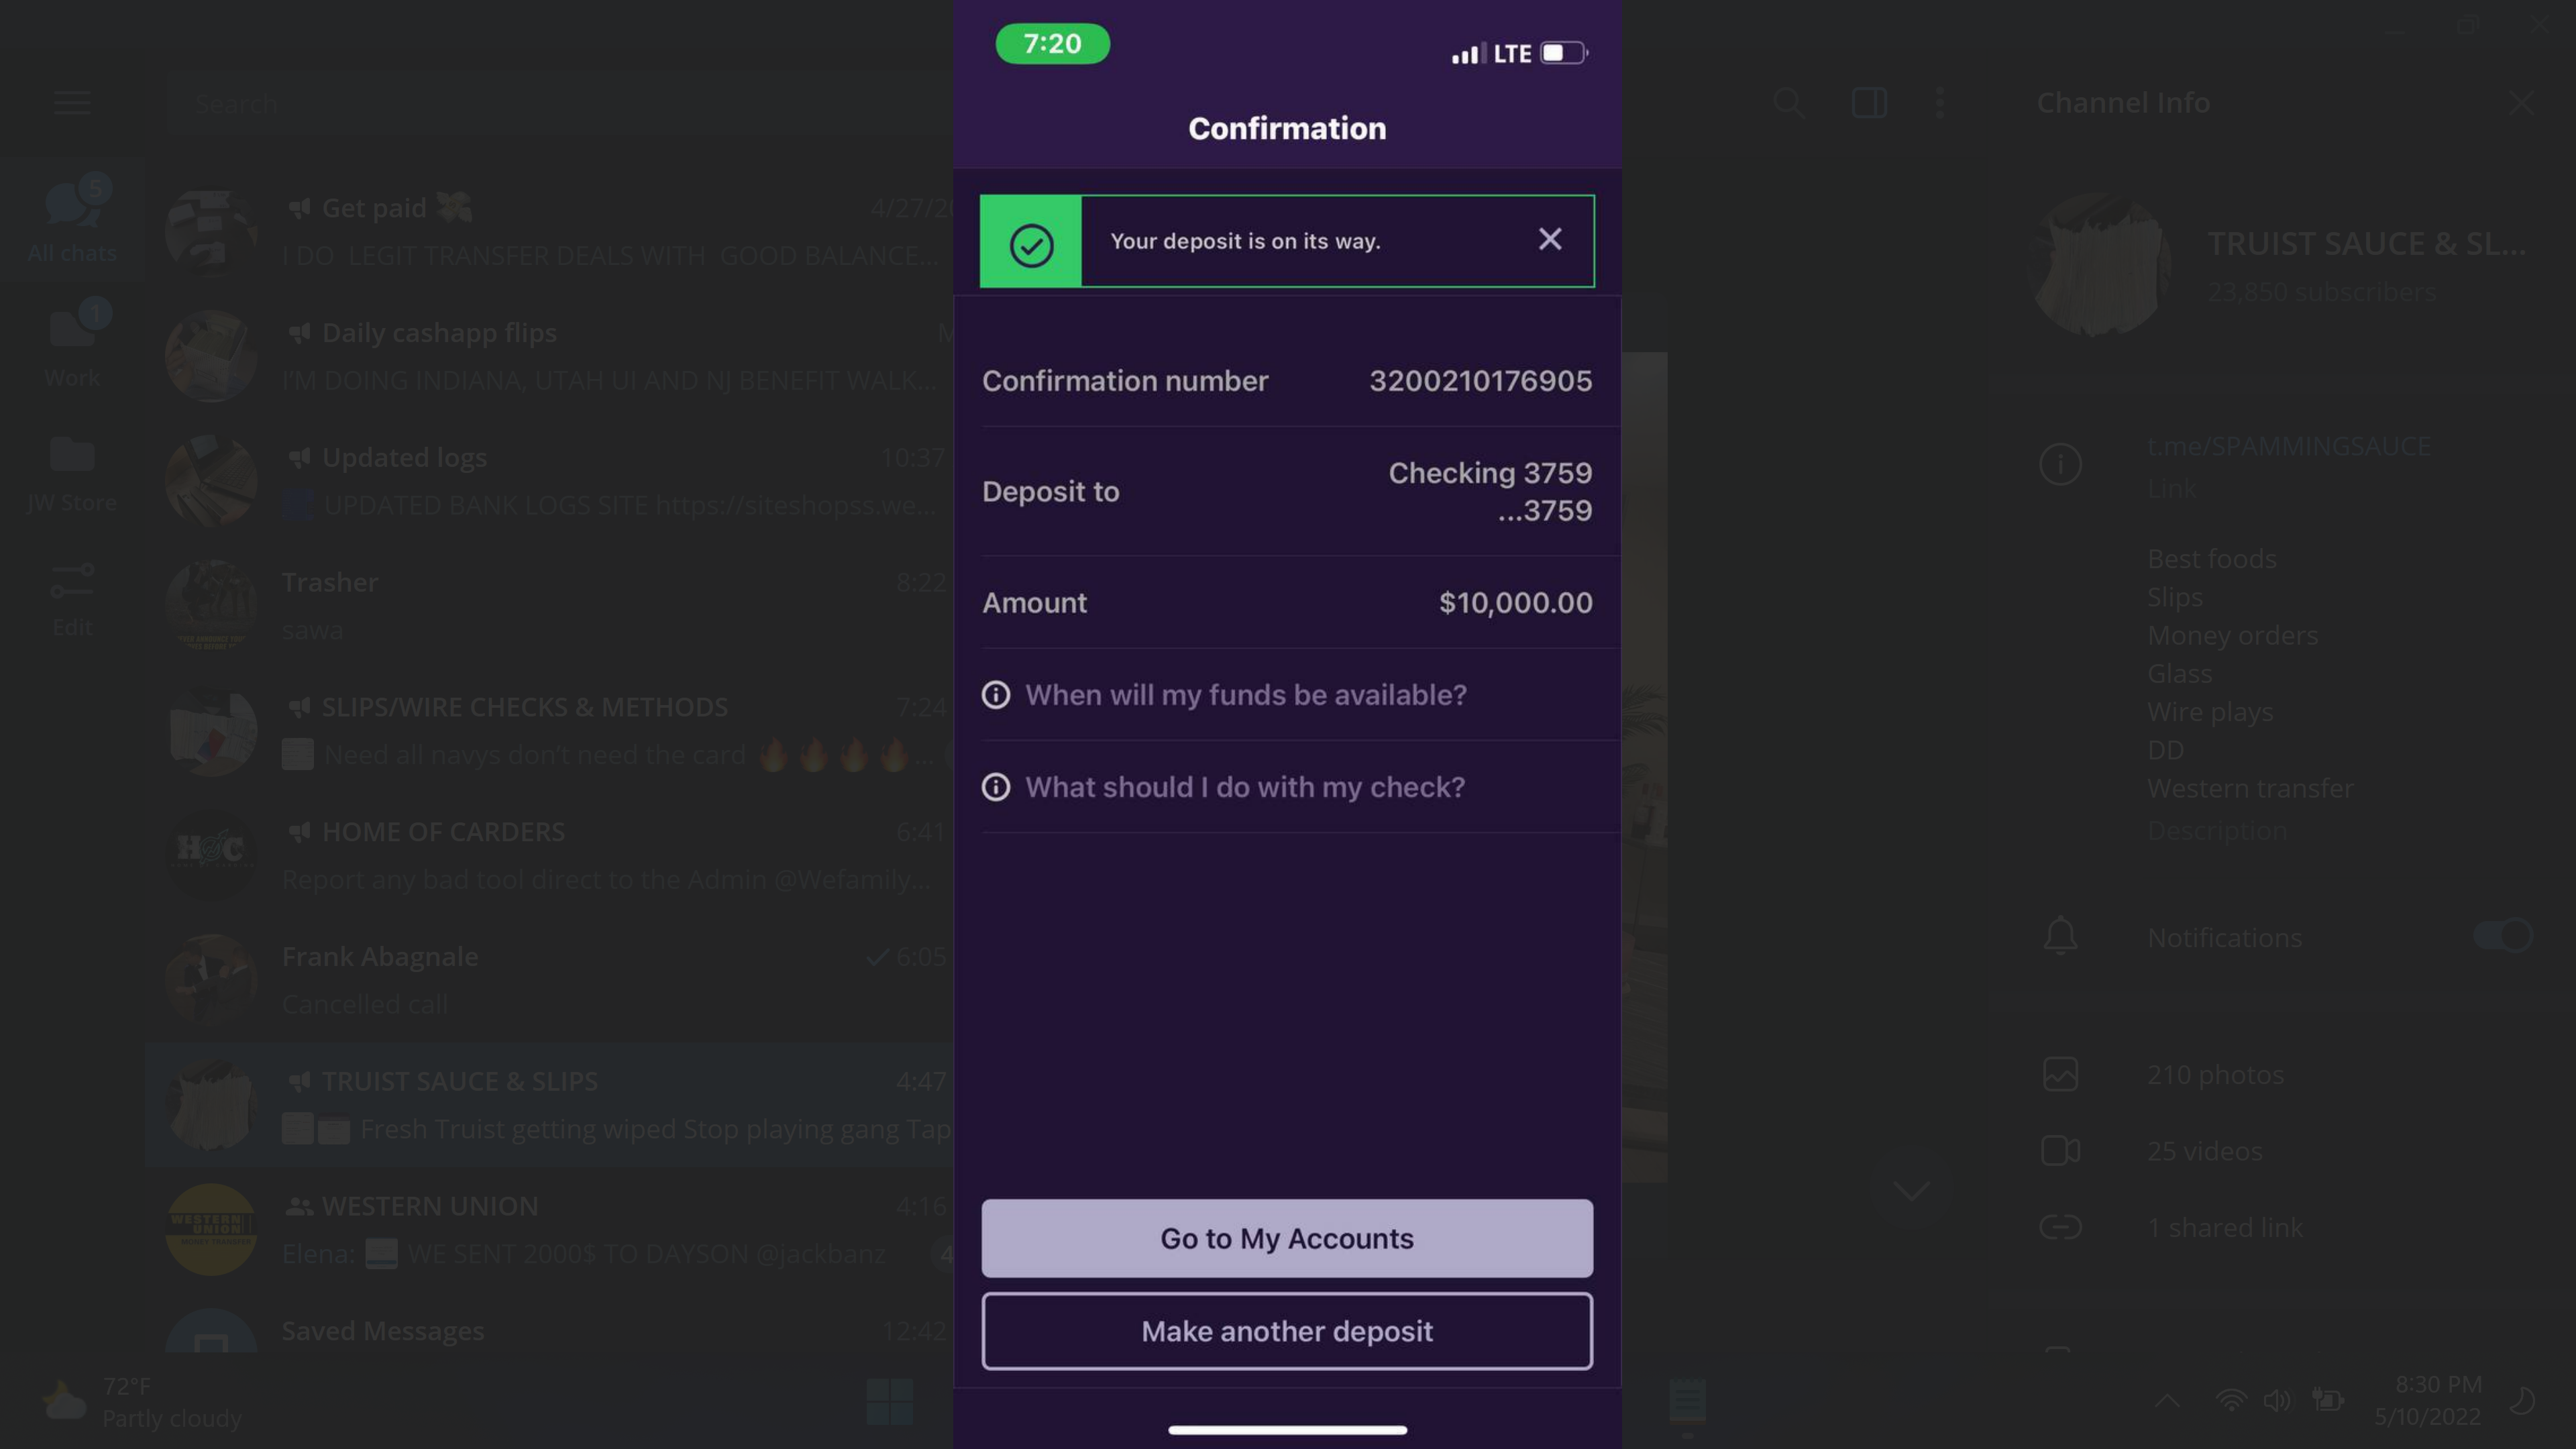 7:20
LTE
Confirmation
Your deposit is on its way.
Confirmation number 3200210176905
Deposit to Checking 3759
...3759
Amount $10,000.00
When will my funds be available?
What should I do with my check?
Go to My Accounts
Make another deposit
Search
5
All chats
1
Work
JW Store
Edit
Get paid 4/27/20
I DO LEGIT TRANSFER DEALS WITH GOOD BALANCE...
Daily cashapp flips
I'M DOING INDIANA, UTAH UI AND NJ BENEFIT WALK...
Updated logs 10:37
UPDATED BANK LOGS SITE https://siteshopss.we...
Trasher 8:22
sawa
SLIPS/WIRE CHECKS & METHODS 7:24
Need all navys don't need the card 🔥🔥🔥🔥...
HOC
HOME OF CARDERS 6:41
Report any bad tool direct to the Admin @Wefamily...
Frank Abagnale 6:05
Cancelled call
TRUIST SAUCE & SLIPS 4:47
Fresh Truist getting wiped Stop playing gang Tap
WESTERN
UNION
MONEY TRANSFER
WESTERN UNION 4:16
Elena: WE SENT 2000$ TO DAYSON @jackbanz 4
Saved Messages 12:42
Channel Info
TRUIST SAUCE & SL...
23,850 subscribers
t.me/SPAMMINGSAUCE
Link
Best foods
Slips
Money orders
Glass
Wire plays
DD
Western transfer
Description
Notifications
210 photos
25 videos
1 shared link
72°F
Partly cloudy
8:30 PM
5/10/2022